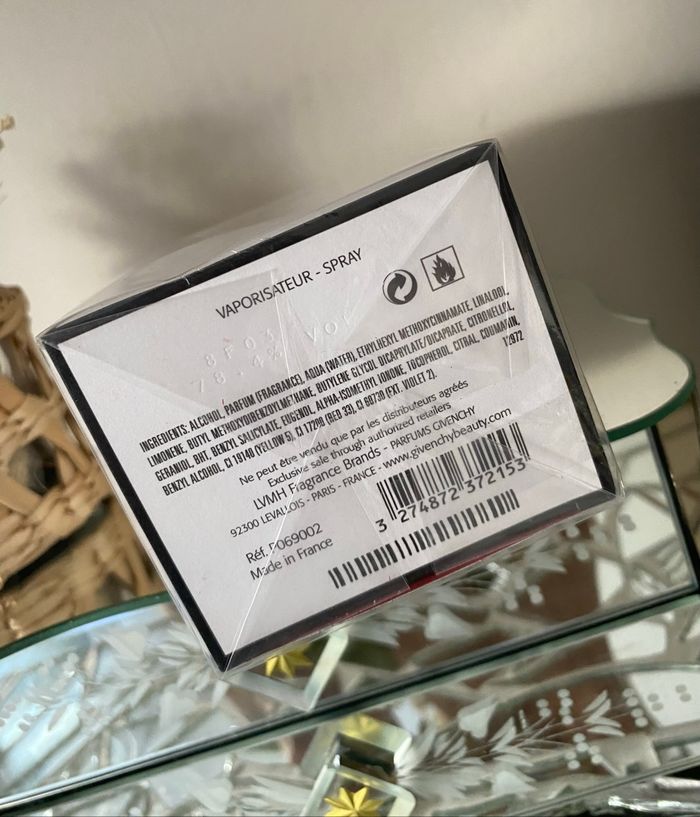 VAPORISATEUR - SPRAY
8F01
78.4% VOL
INGREDIENTS: ALCOHOL, PARFUM (FRAGRANCE), AQUA (WATER), ETHYLHEXYL METHOXYCINNAMATE, LINALOOL,
LIMONENE, BUTYL METHOXYDIBENZOYLMETHANE, BUTYLENE GLYCOL DICAPRYLATE/DICAPRATE, CITRONELLOL,
GERANIOL, BHT, BENZYL SALICYLATE, EUGENOL, ALPHA-ISOMETHYL IONONE, TOCOPHEROL, CITRAL, COUMARIN,
BENZYL ALCOHOL, CI 19140 (YELLOW 5), CI 17200 (RED 33), CI 60730 (EXT. VIOLET 2).
Ne peut être vendu que par les distributeurs agréés
Exclusive sale through authorized retailers
LVMH Fragrance Brands - PARFUMS GIVENCHY
92300 LEVALLOIS - PARIS - FRANCE - www.givenchybeauty.com
3 274872 372153
Réf. P069002
Made in France